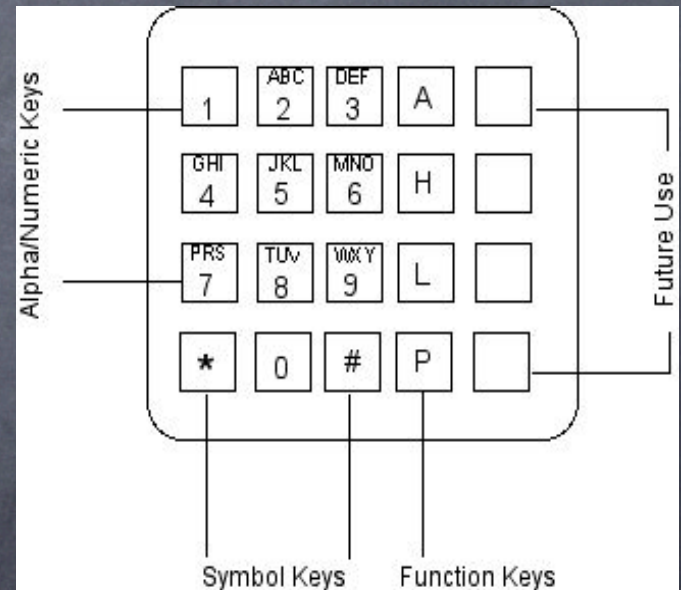 Alpha/Numeric Keys
ABC DEF
1 2 3 A
GHI JKL MNO
4 5 6 H
PRS TUV WXY
7 8 9 L
* 0 # P
Future Use
Symbol Keys Function Keys